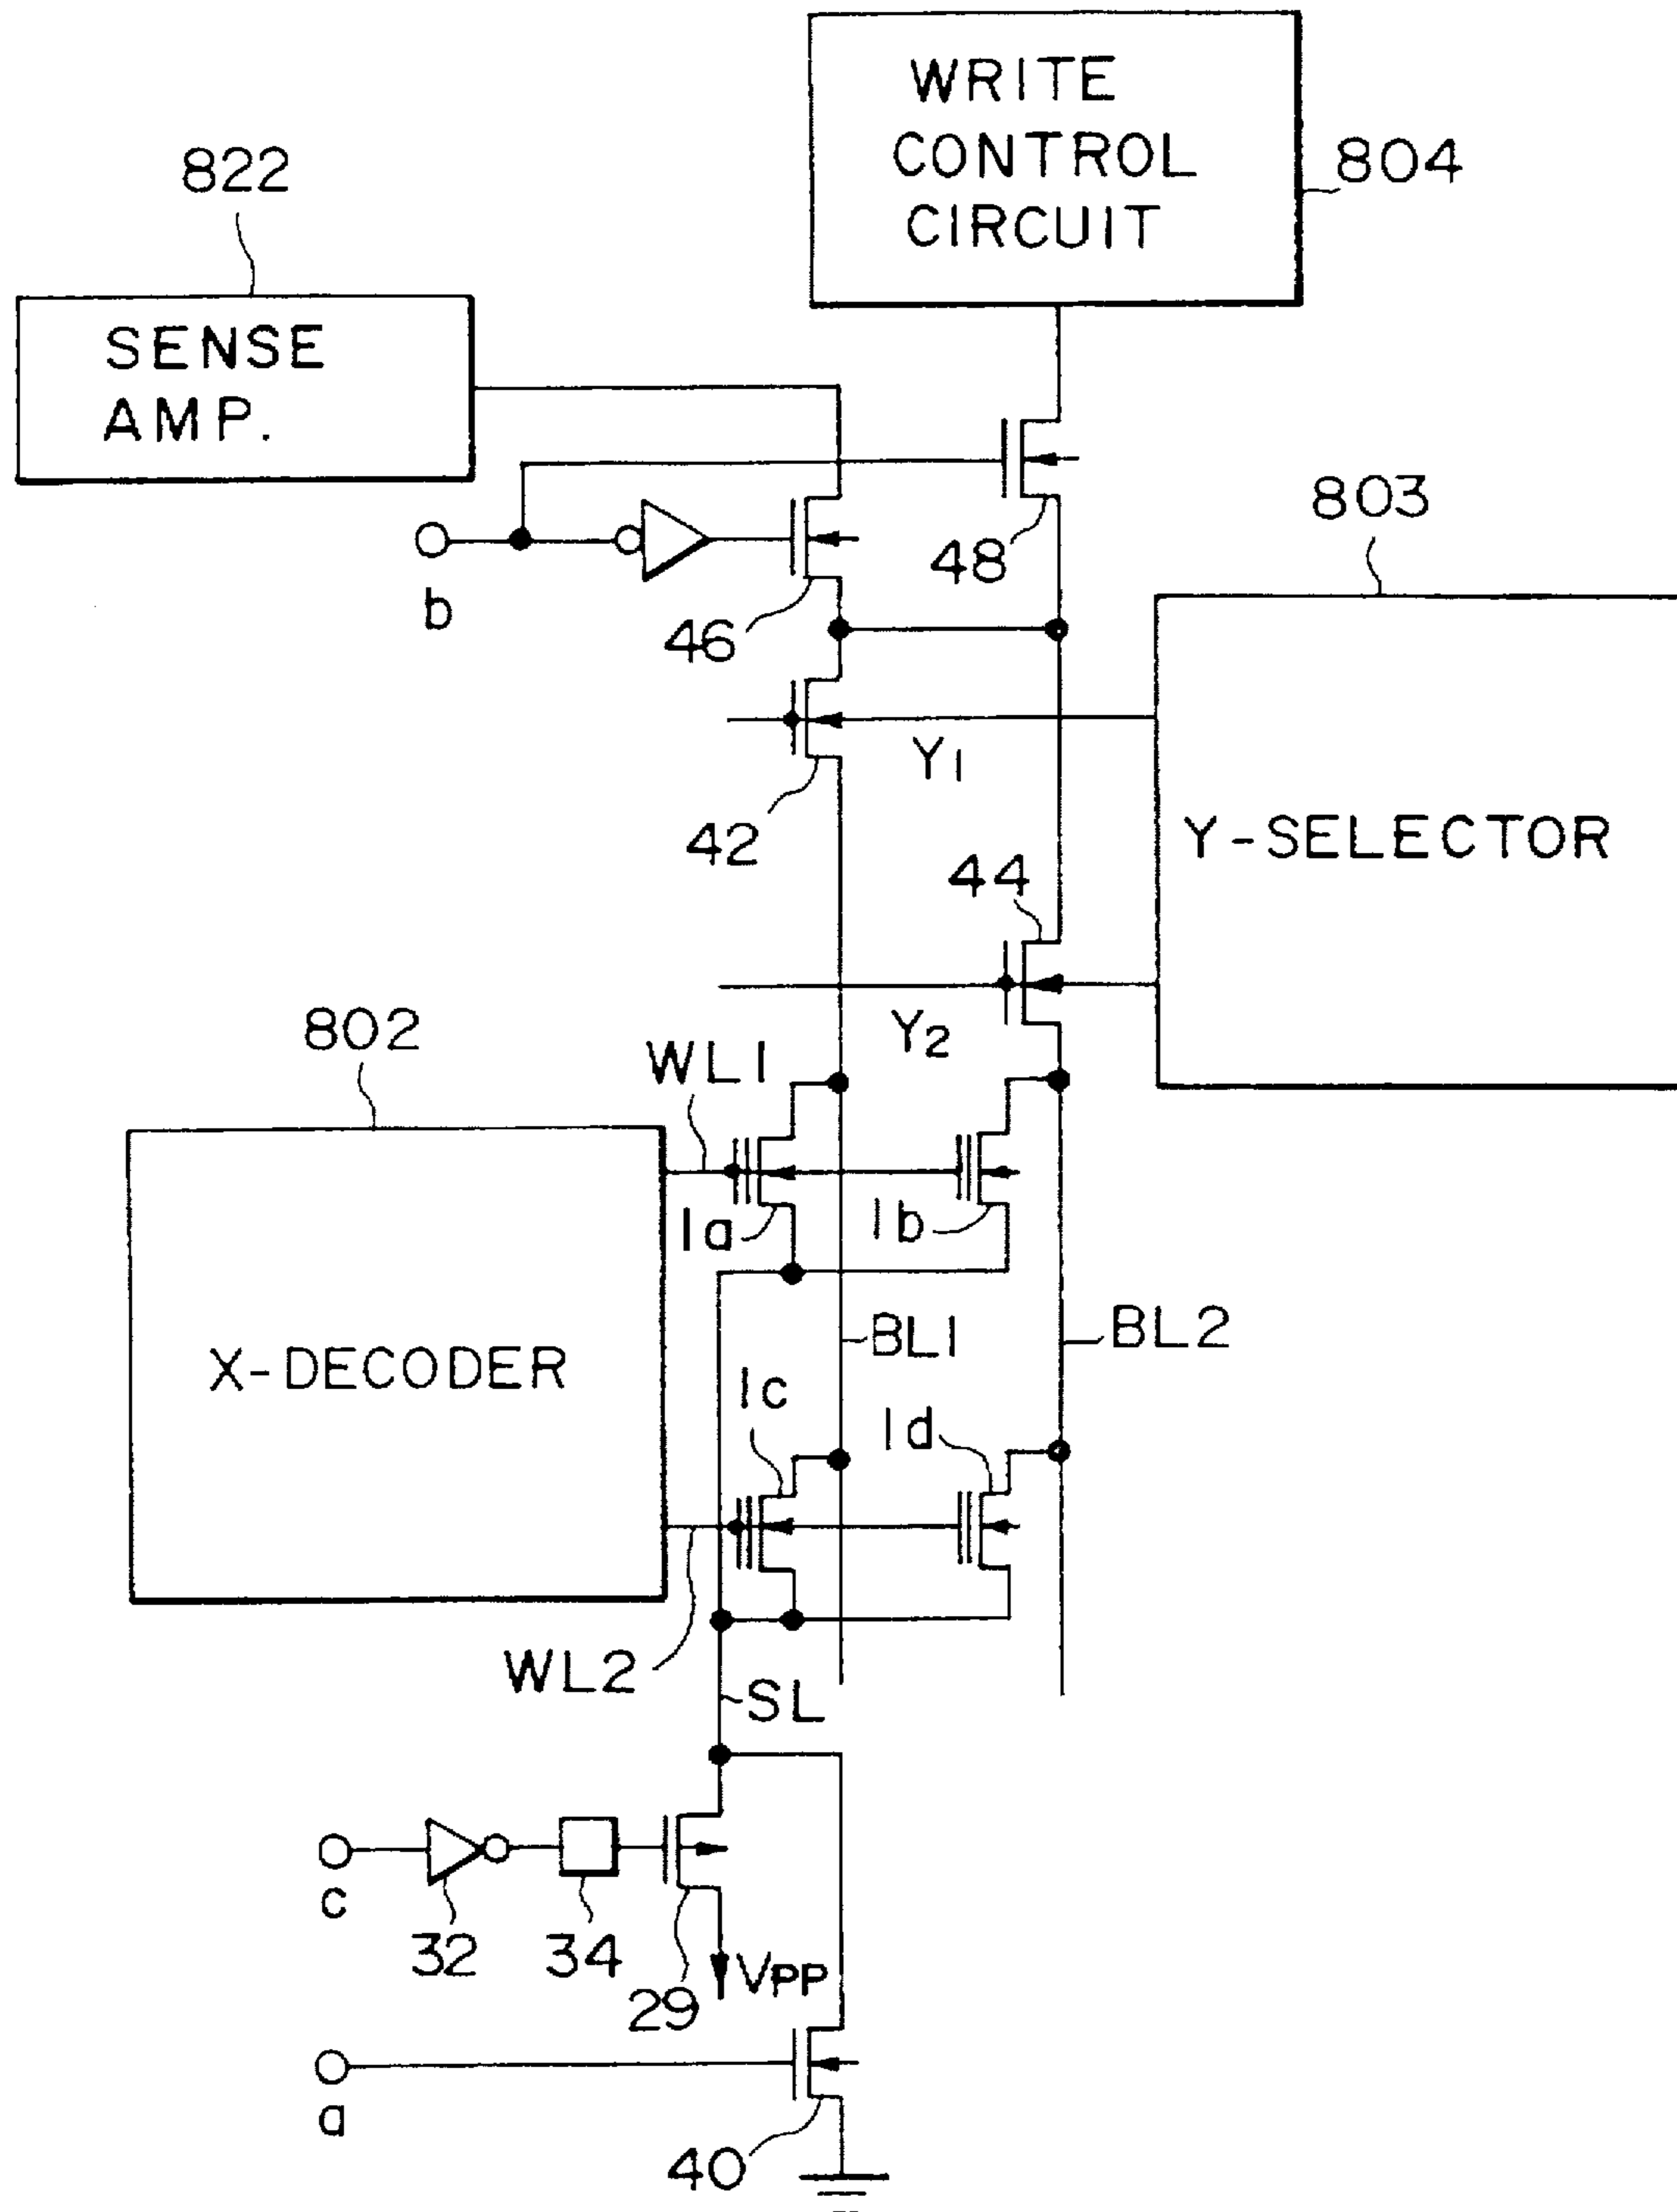 WRITE
CONTROL
CIRCUIT
804
822
SENSE
AMP.
803
48
b
46
Y1
42
Y-SELECTOR
44
802
Y2
WL1
1a
1b
BL1
BL2
X-DECODER
1c
1d
WL2
SL
c
32
34
29
VPP
a
40